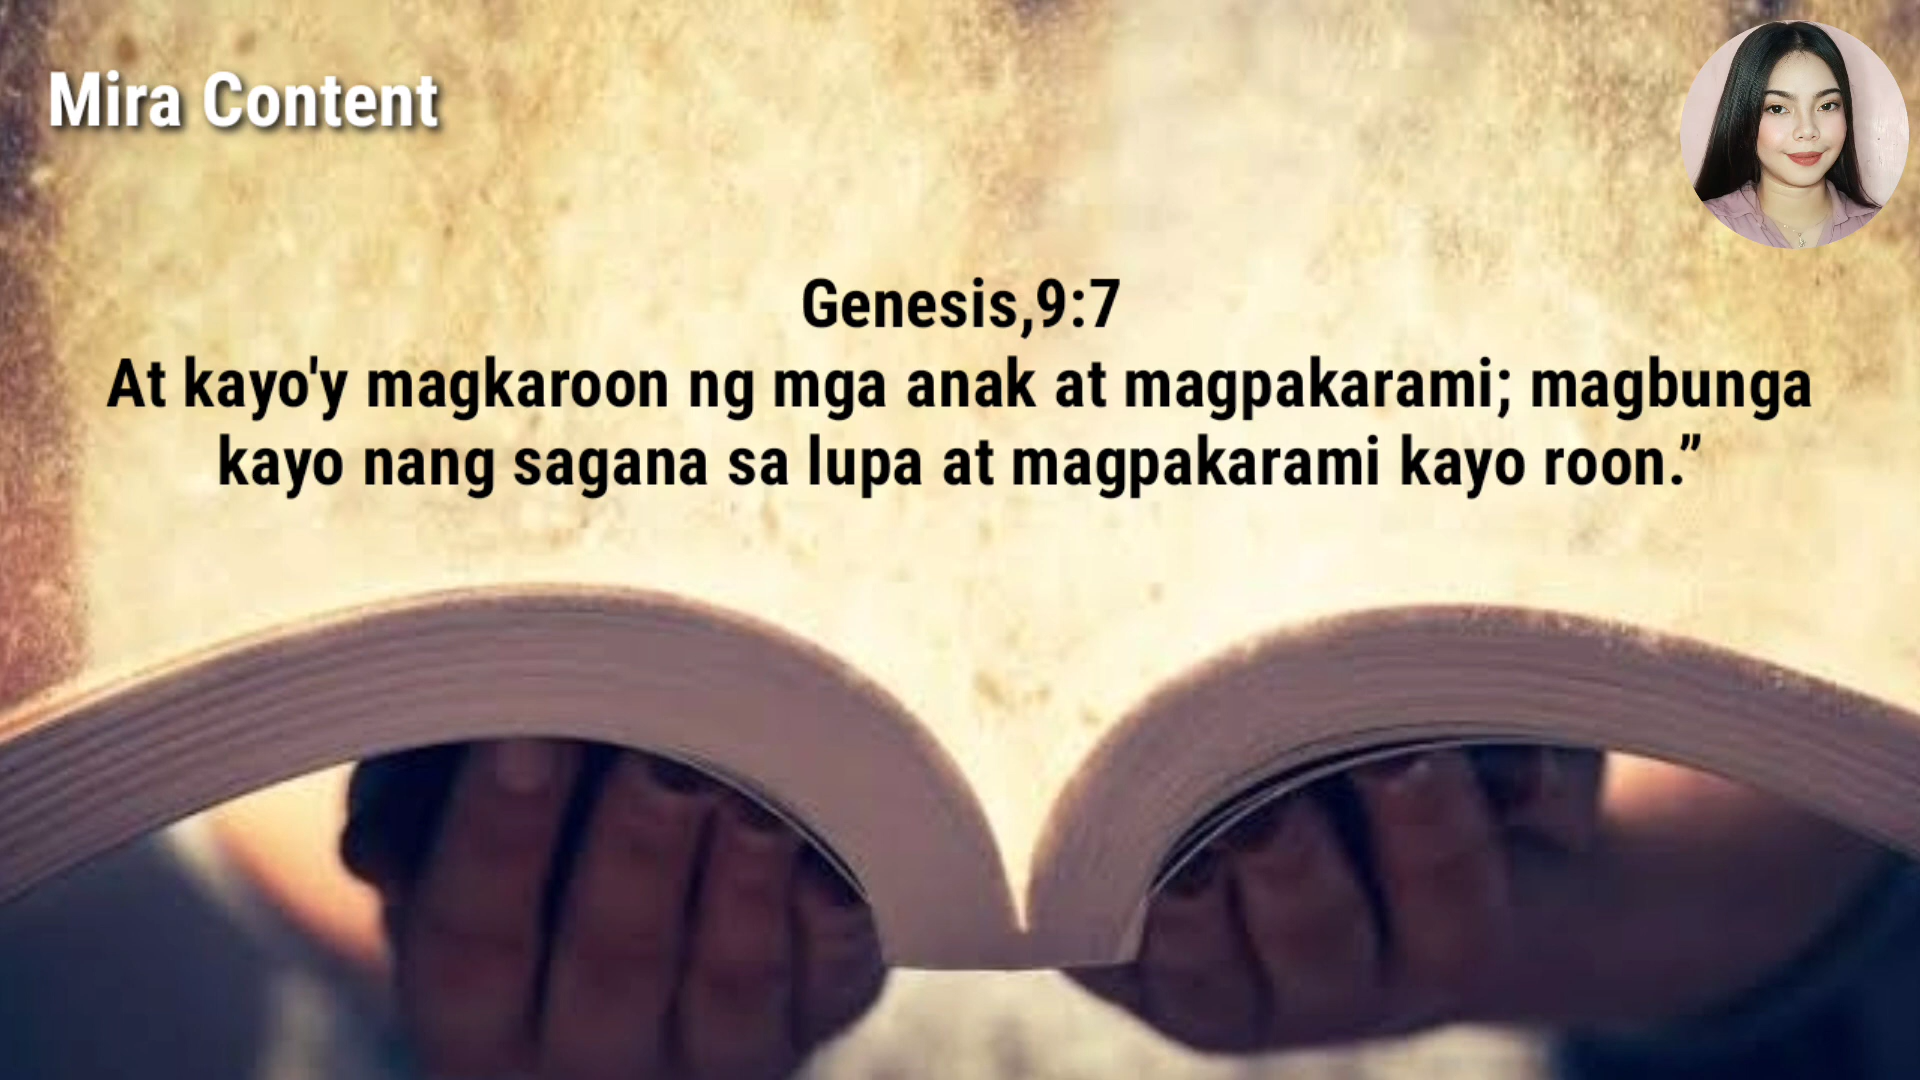 Mira Content
Genesis,9:7
At kayo'y magkaroon ng mga anak at magpakarami; magbunga
kayo nang sagana sa lupa at magpakarami kayo roon.”